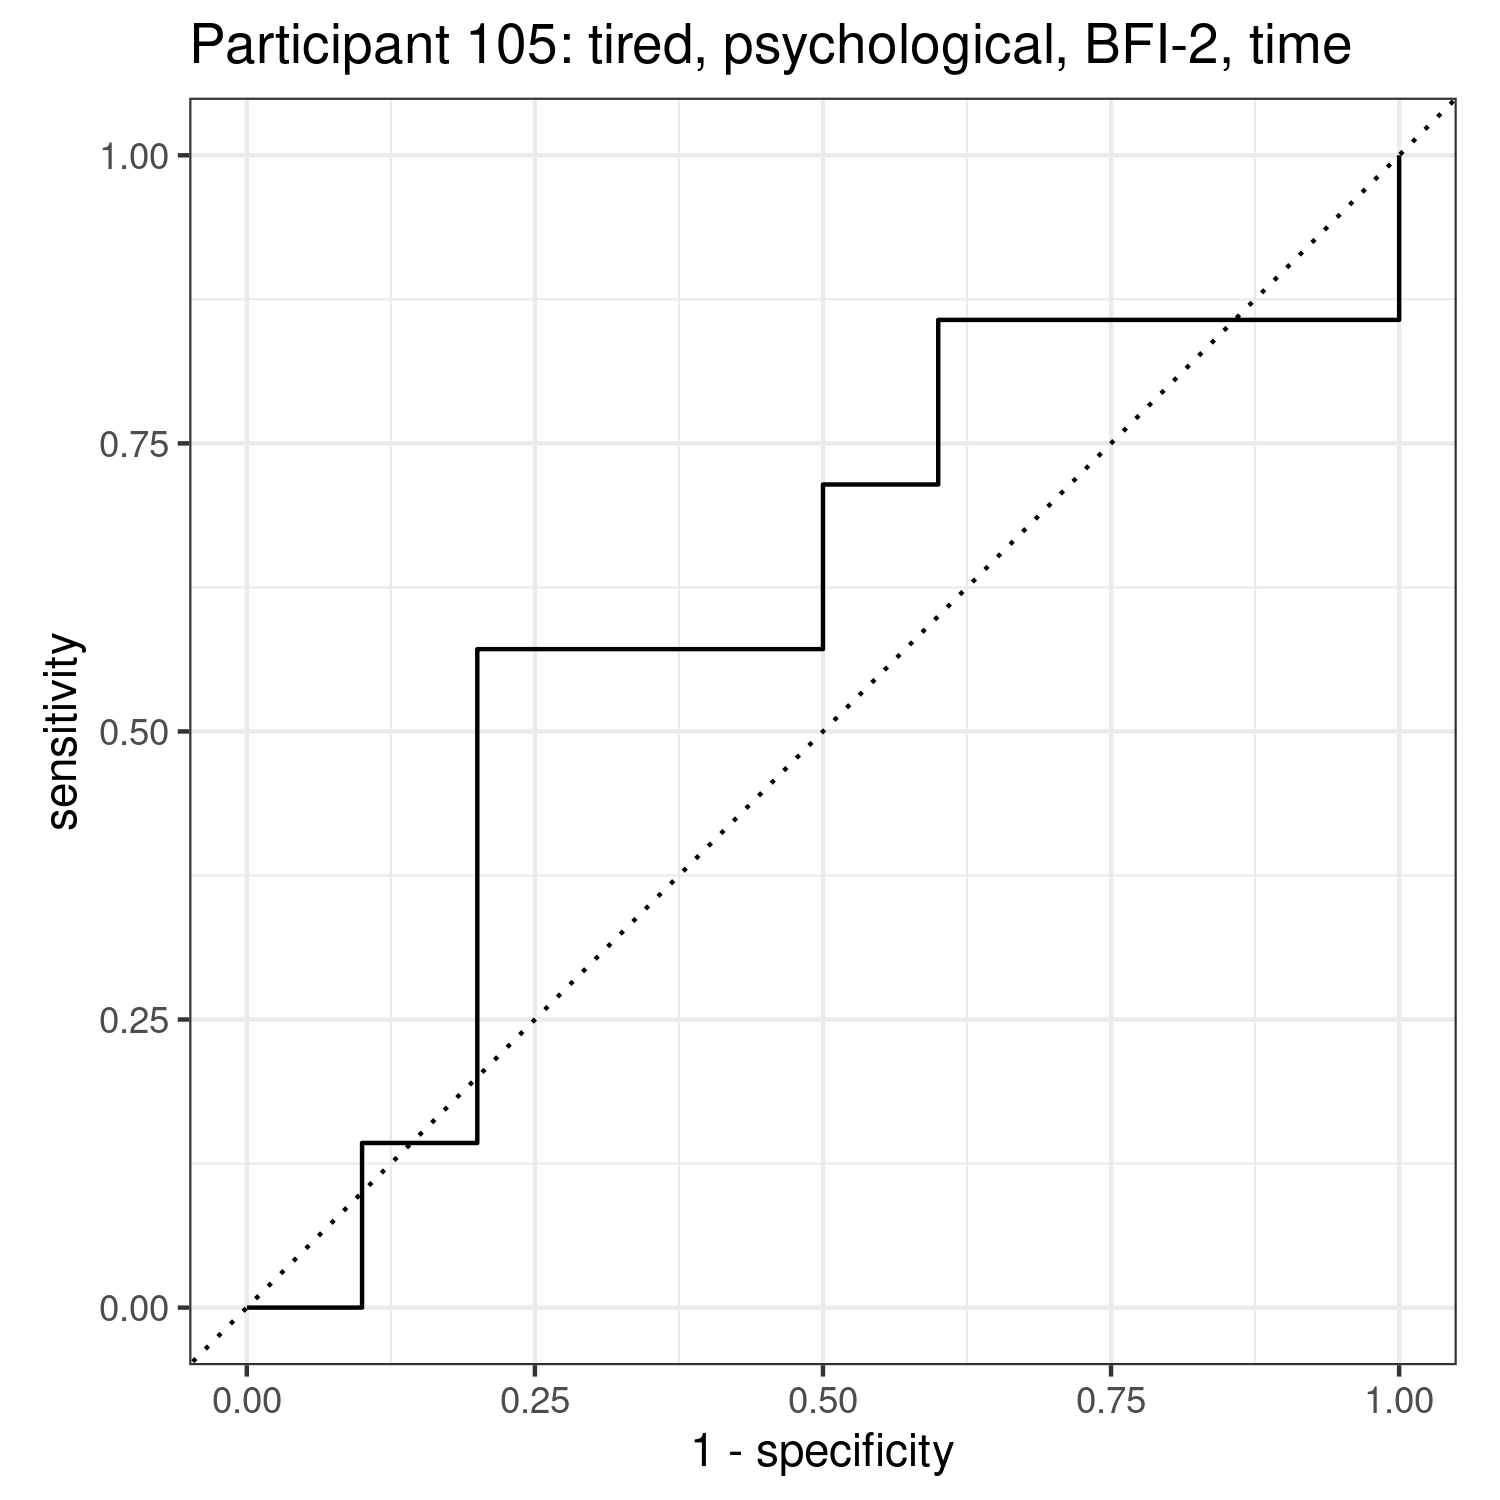 Participant 105: tired, psychological, BFI-2, time
1.00
0.75
0.50
0.25
0.00
sensitivity
0.00 0.25 0.50 0.75 1.00
1 - specificity